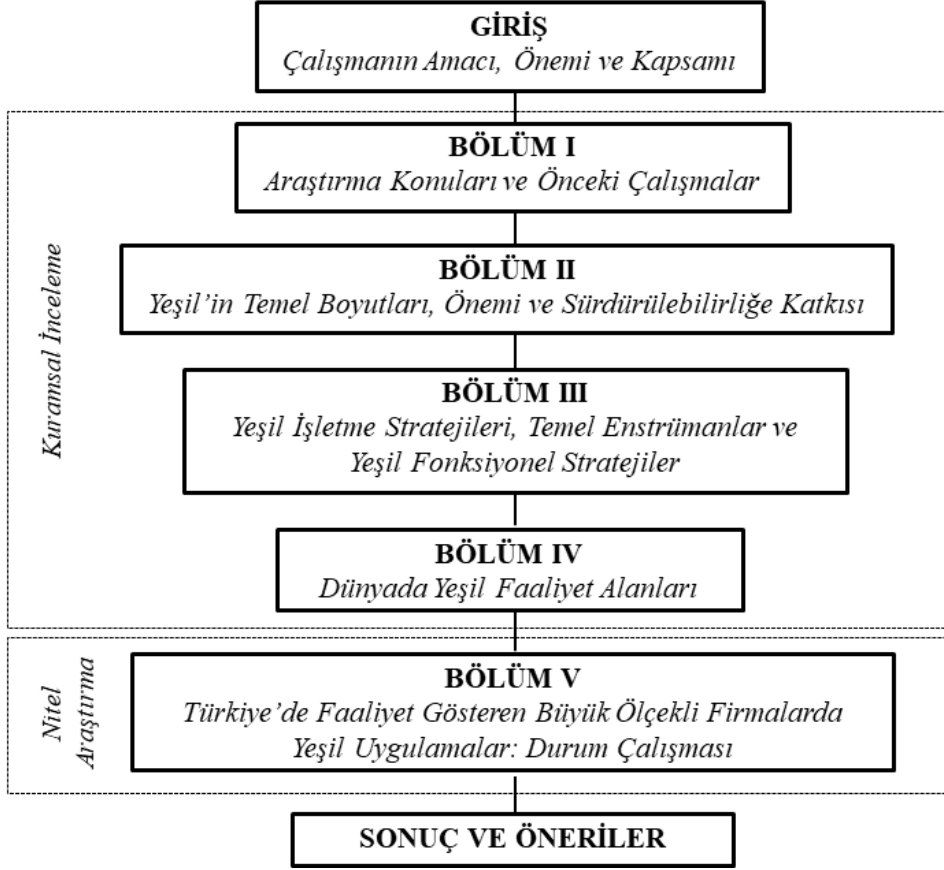 GİRİŞ
Çalışmanın Amacı, Önemi ve Kapsamı
Kuramsal İnceleme
BÖLÜM I
Araştırma Konuları ve Önceki Çalışmalar
BÖLÜM II
Yeşil’in Temel Boyutları, Önemi ve Sürdürülebilirliğe Katkısı
BÖLÜM III
Yeşil İşletme Stratejileri, Temel Enstrümanlar ve
Yeşil Fonksiyonel Stratejiler
BÖLÜM IV
Dünyada Yeşil Faaliyet Alanları
Nitel
Araştırma
BÖLÜM V
Türkiye’de Faaliyet Gösteren Büyük Ölçekli Firmalarda
Yeşil Uygulamalar: Durum Çalışması
SONUÇ VE ÖNERİLER